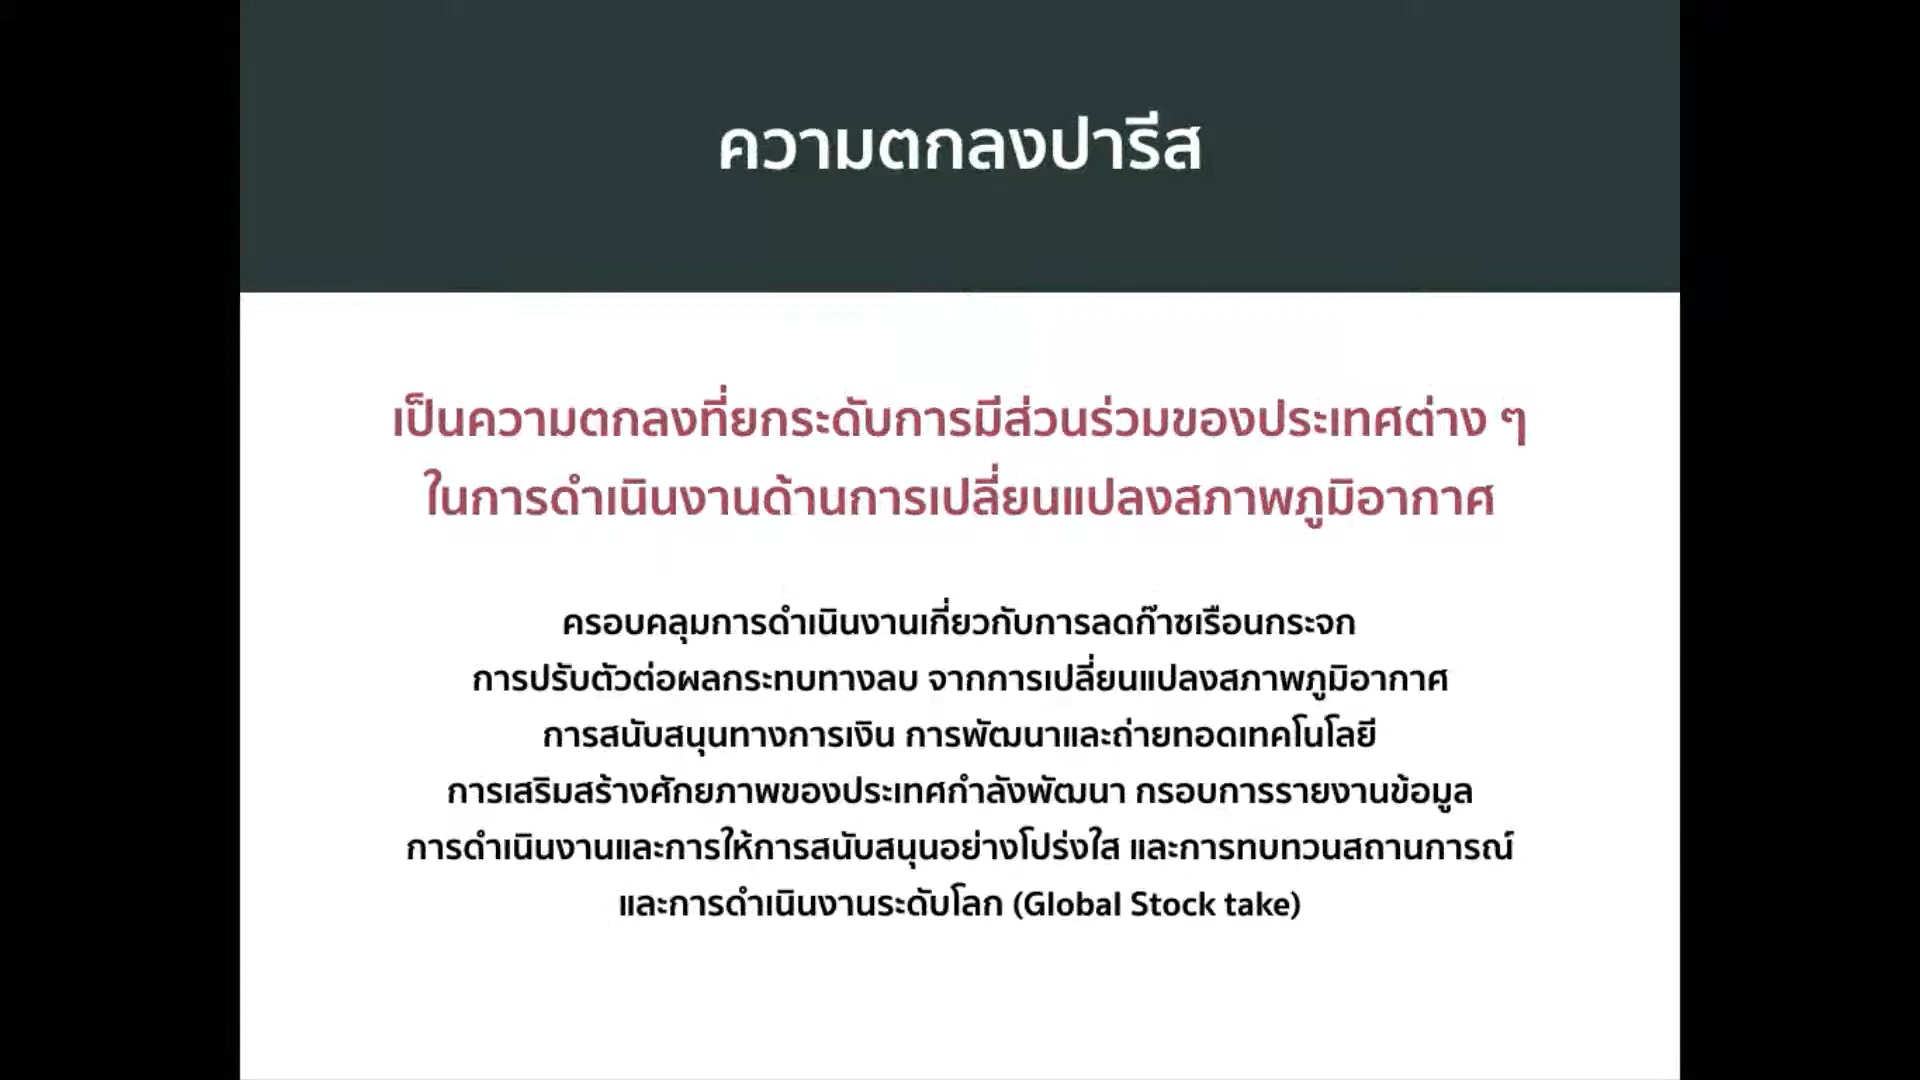 ความตกลงปารีส
เป็นความตกลงที่ยกระดับการมีส่วนร่วมของประเทศต่าง ๆ
ในการดำเนินงานด้านการเปลี่ยนแปลงสภาพภูมิอากาศ
ครอบคลุมการดำเนินงานเกี่ยวกับการลดก๊าซเรือนกระจก
การปรับตัวต่อผลกระทบทางลบ จากการเปลี่ยนแปลงสภาพภูมิอากาศ
การสนับสนุนทางการเงิน การพัฒนาและถ่ายทอดเทคโนโลยี
การเสริมสร้างศักยภาพของประเทศกำลังพัฒนา กรอบการรายงานข้อมูล
การดำเนินงานและการให้การสนับสนุนอย่างโปร่งใส และการทบทวนสถานการณ์
และการดำเนินงานระดับโลก (Global Stock take)